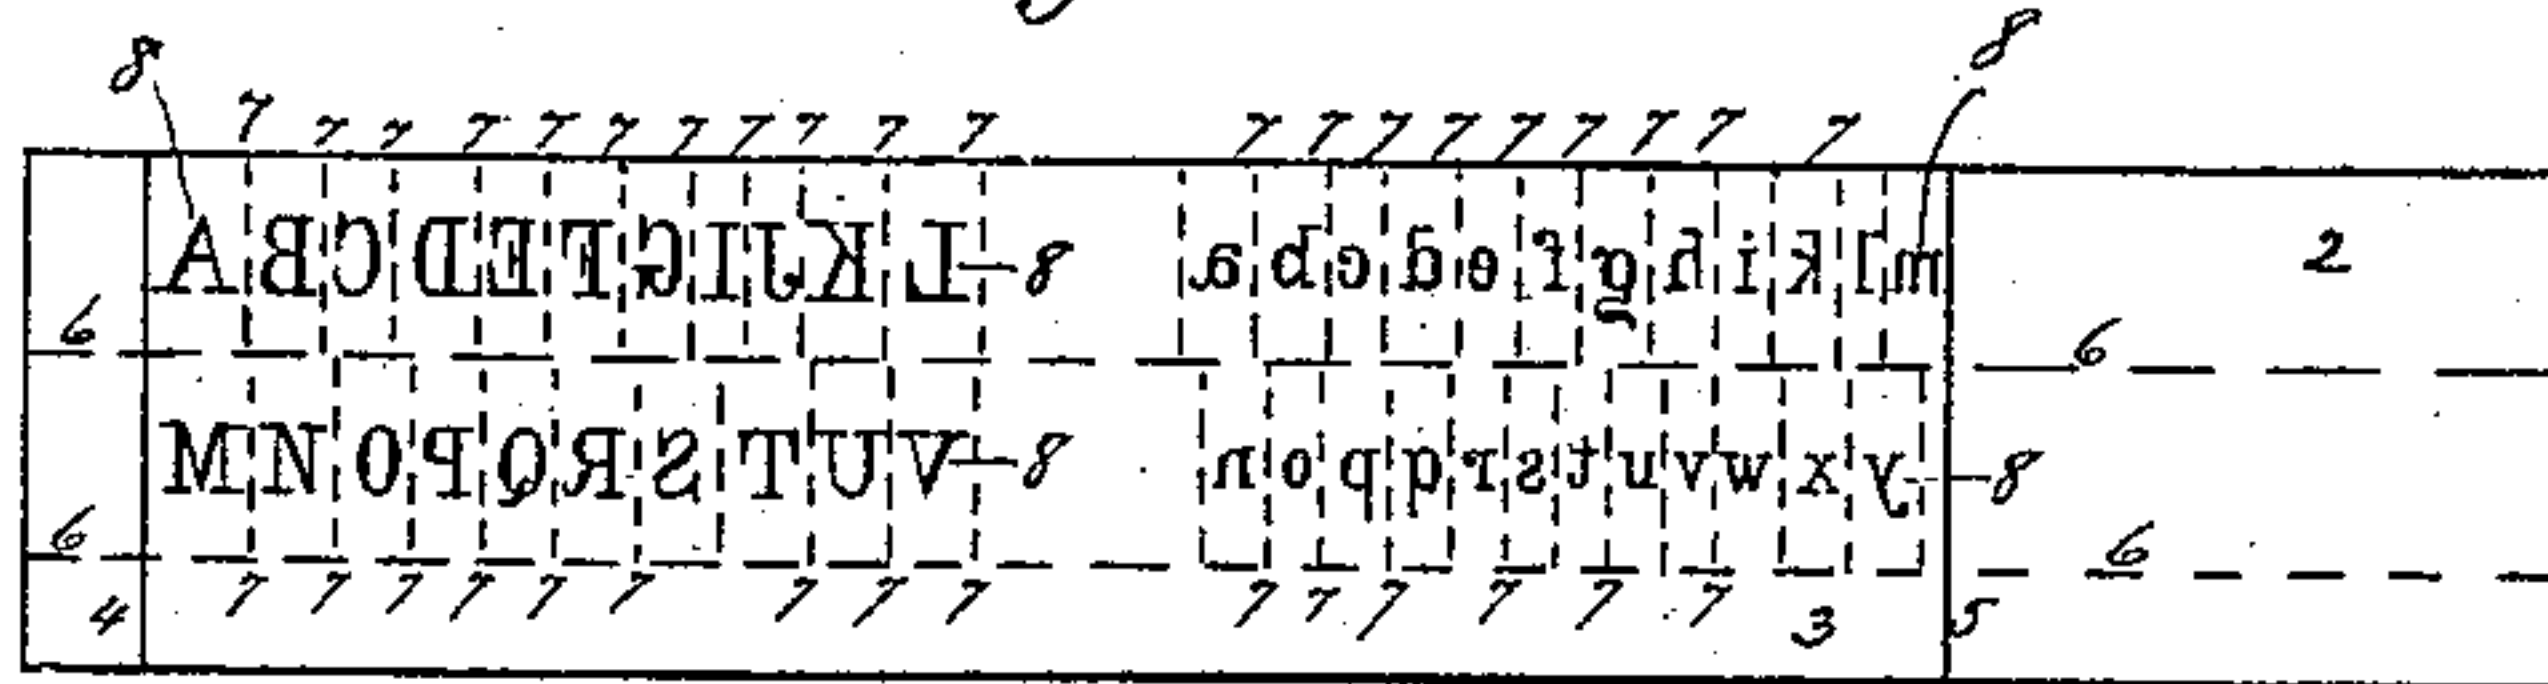 8 8
7 7 7 7 7 7 7 7 7 7 7 7 7 7 7 7 7 7 7 7
A B C D E F G I J K L 8 a b c d e f g h i k l m 2
6 6
M N O P Q R S T U V 8 n o p q r s t u v w x y 8
6 6
4 7 7 7 7 7 7 7 7 7 7 7 7 7 7 7 3 5